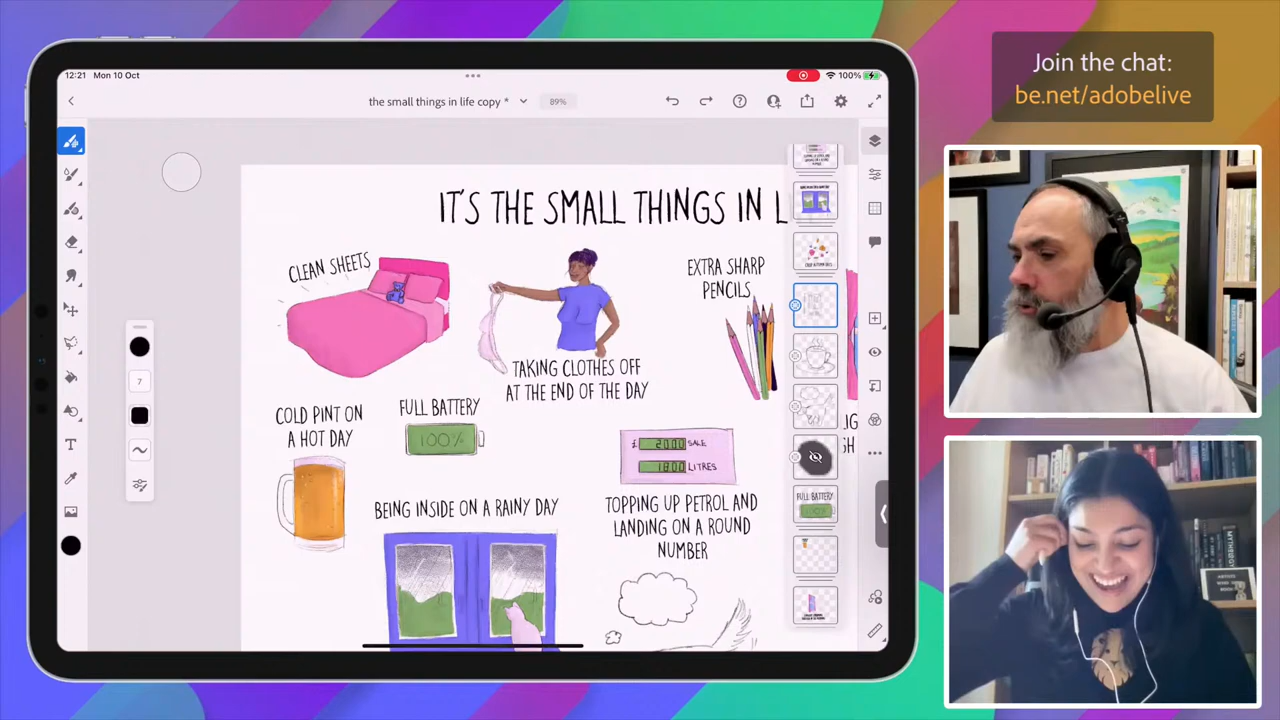 12:21 Mon 10 Oct
100%
the small things in life copy *
89%
Join the chat:
be.net/adobelive
IT'S THE SMALL THINGS IN L
CLEAN SHEETS
EXTRA SHARP
PENCILS
TAKING CLOTHES OFF
AT THE END OF THE DAY
COLD PINT ON
A HOT DAY
FULL BATTERY
100%
£ 20.00 SALE
LITRES
BEING INSIDE ON A RAINY DAY
TOPPING UP PETROL AND
LANDING ON A ROUND
NUMBER
7
T
FULL BATTERY
MYTHOLOGY